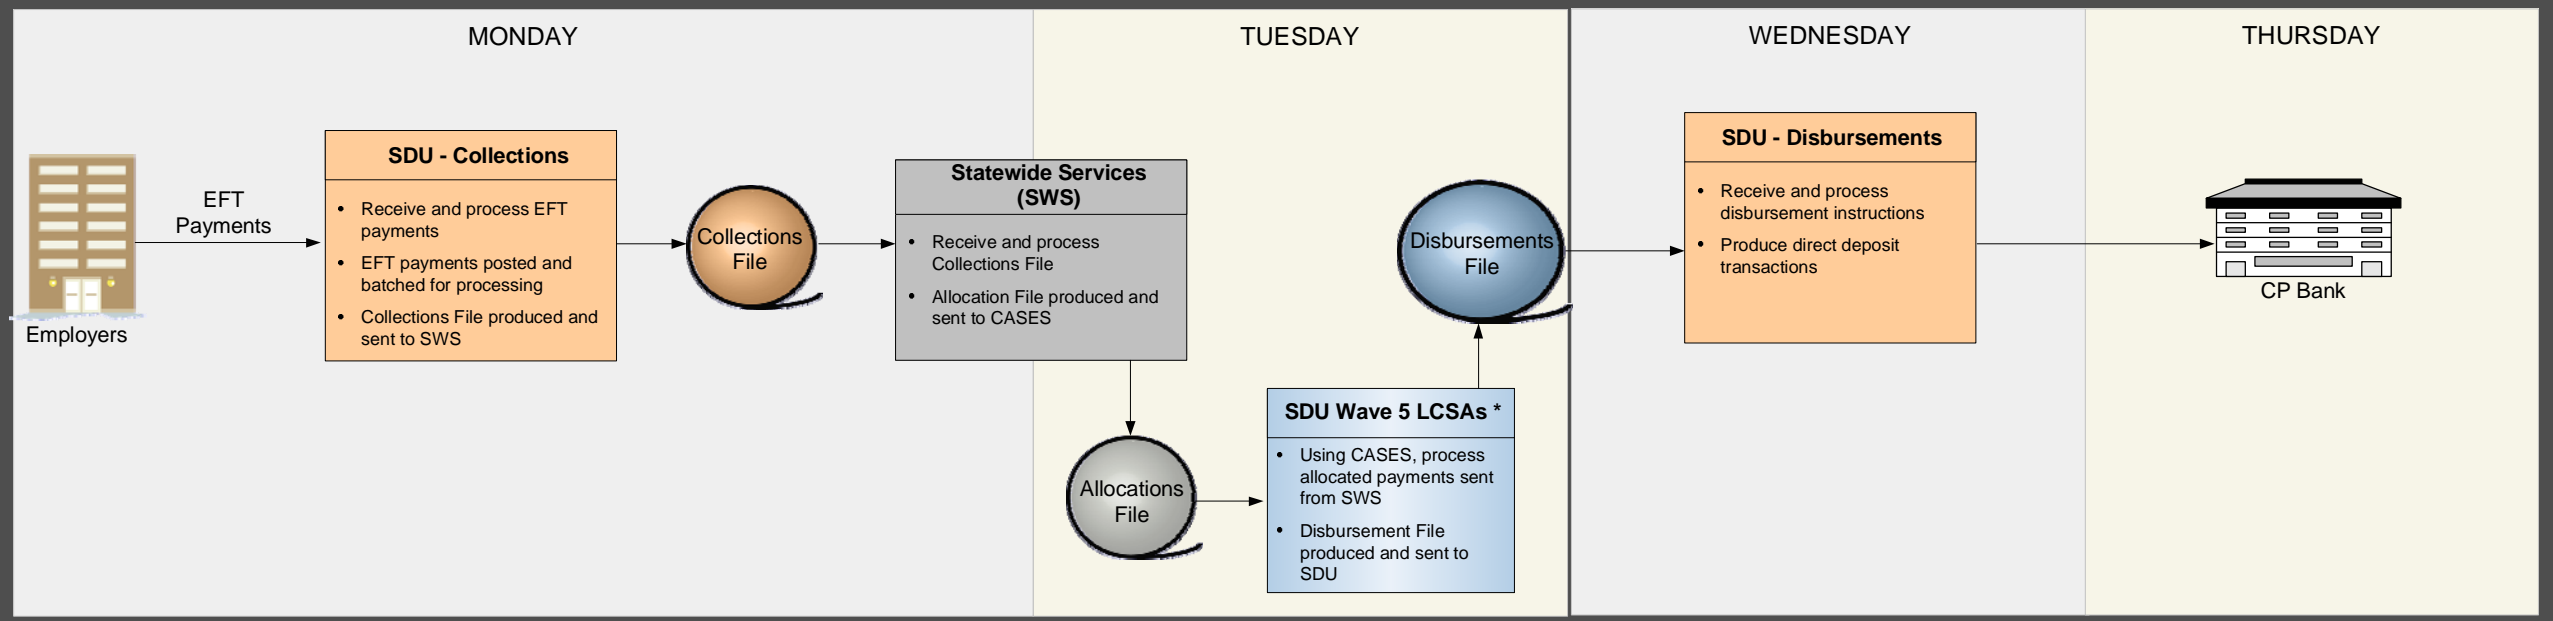 MONDAY
TUESDAY
WEDNESDAY
THURSDAY
Employers
EFT
Payments
SDU - Collections
• Receive and process EFT
payments
• EFT payments posted and
batched for processing
• Collections File produced and
sent to SWS
Collections
File
Statewide Services
(SWS)
• Receive and process
Collections File
• Allocation File produced and
sent to CASES
Allocations
File
SDU Wave 5 LCSAs *
• Using CASES, process
allocated payments sent
from SWS
• Disbursement File
produced and sent to
SDU
Disbursements
File
SDU - Disbursements
• Receive and process
disbursement instructions
• Produce direct deposit
transactions
CP Bank